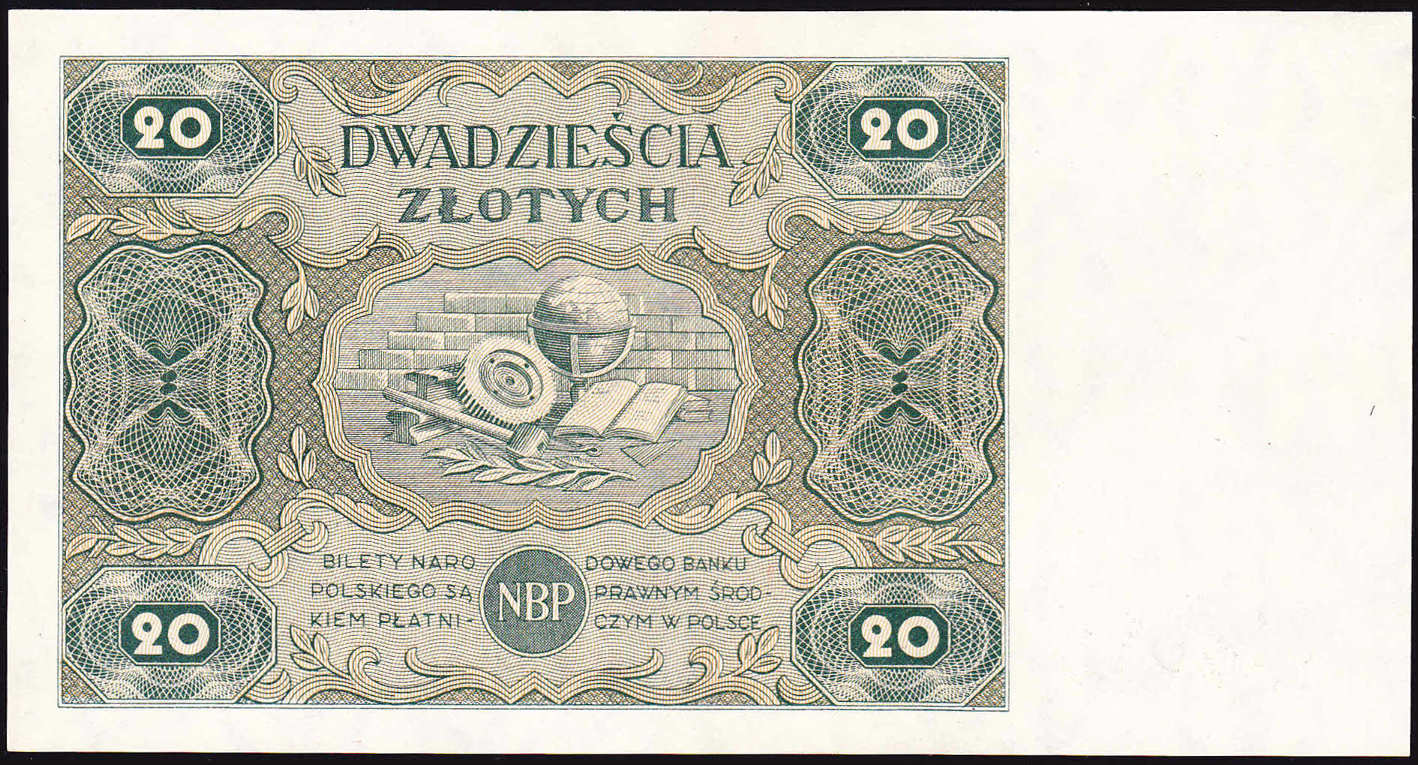 20 20
DWADZIEŚCIA
ZŁOTYCH
BILETY NARO DOWEGO BANKU
POLSKIEGO SĄ NBP PRAWNYM ŚROD-
KIEM PŁATNI- CZYM W POLSCE
20 20